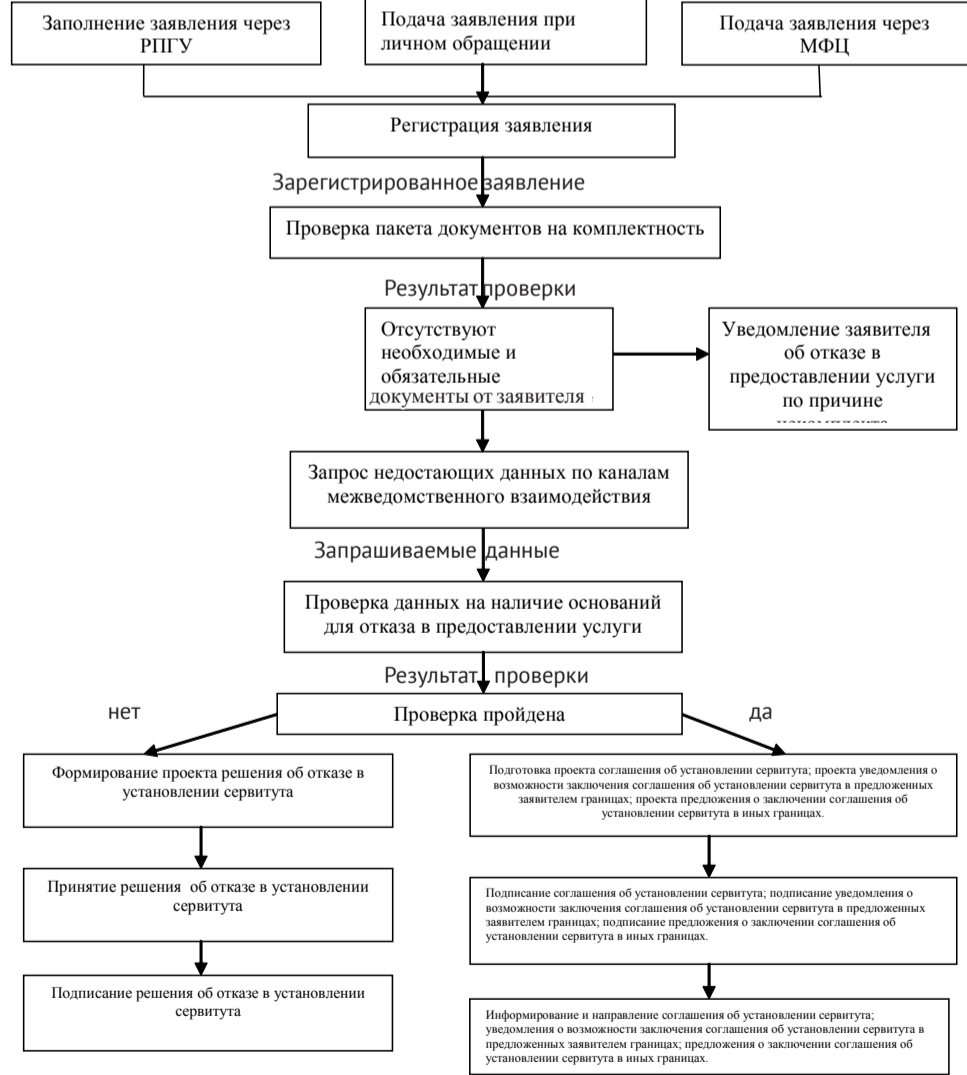 Заполнение заявления через
РПГУ
Подача заявления при
личном обращении
Подача заявления через
МФЦ
Регистрация заявления
Зарегистрированное заявление
Проверка пакета документов на комплектность
Результат проверки
Отсутствуют
необходимые и
обязательные
документы от заявителя
Уведомление заявителя
об отказе в
предоставлении услуги
по причине
Запрос недостающих данных по каналам
межведомственного взаимодействия
Запрашиваемые данные
Проверка данных на наличие оснований
для отказа в предоставлении услуги
Результат проверки
Проверка пройдена
нет
да
Формирование проекта решения об отказе в
установлении сервитута
Принятие решения об отказе в установлении
сервитута
Подписание решения об отказе в установлении
сервитута
Подготовка проекта соглашения об установлении сервитута; проекта уведомления о
возможности заключения соглашения об установлении сервитута в предложенных
заявителем границах; проекта предложения о заключении соглашения об
установлении сервитута в иных границах.
Подписание соглашения об установлении сервитута; подписание уведомления о
возможности заключения соглашения об установлении сервитута в предложенных
заявителем границах; подписание предложения о заключении соглашения об
установлении сервитута в иных границах.
Информирование и направление соглашения об установлении сервитута;
уведомления о возможности заключения соглашения об установлении сервитута в
предложенных заявителем границах; предложения о заключении соглашения об
установлении сервитута в иных границах.